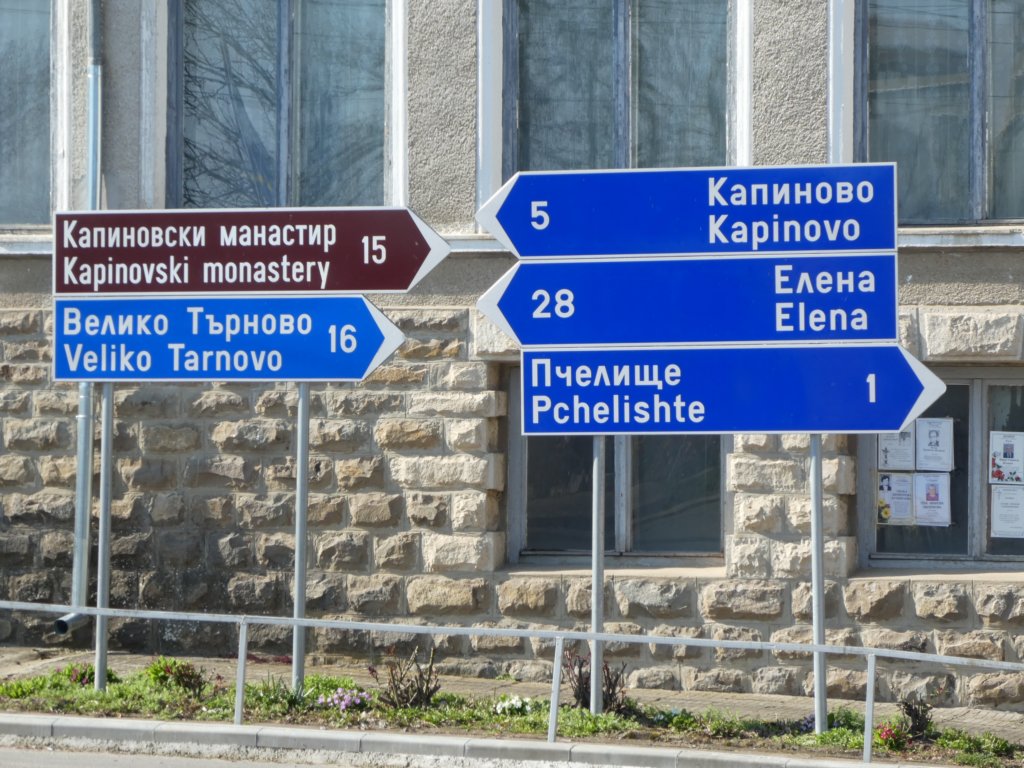 Капиновски манастир 15
Kapinovski monastery
Велико Търново 16
Veliko Tarnovo
5 Капиново
Kapinovo
28 Елена
Elena
Пчелище 1
Pchelishte